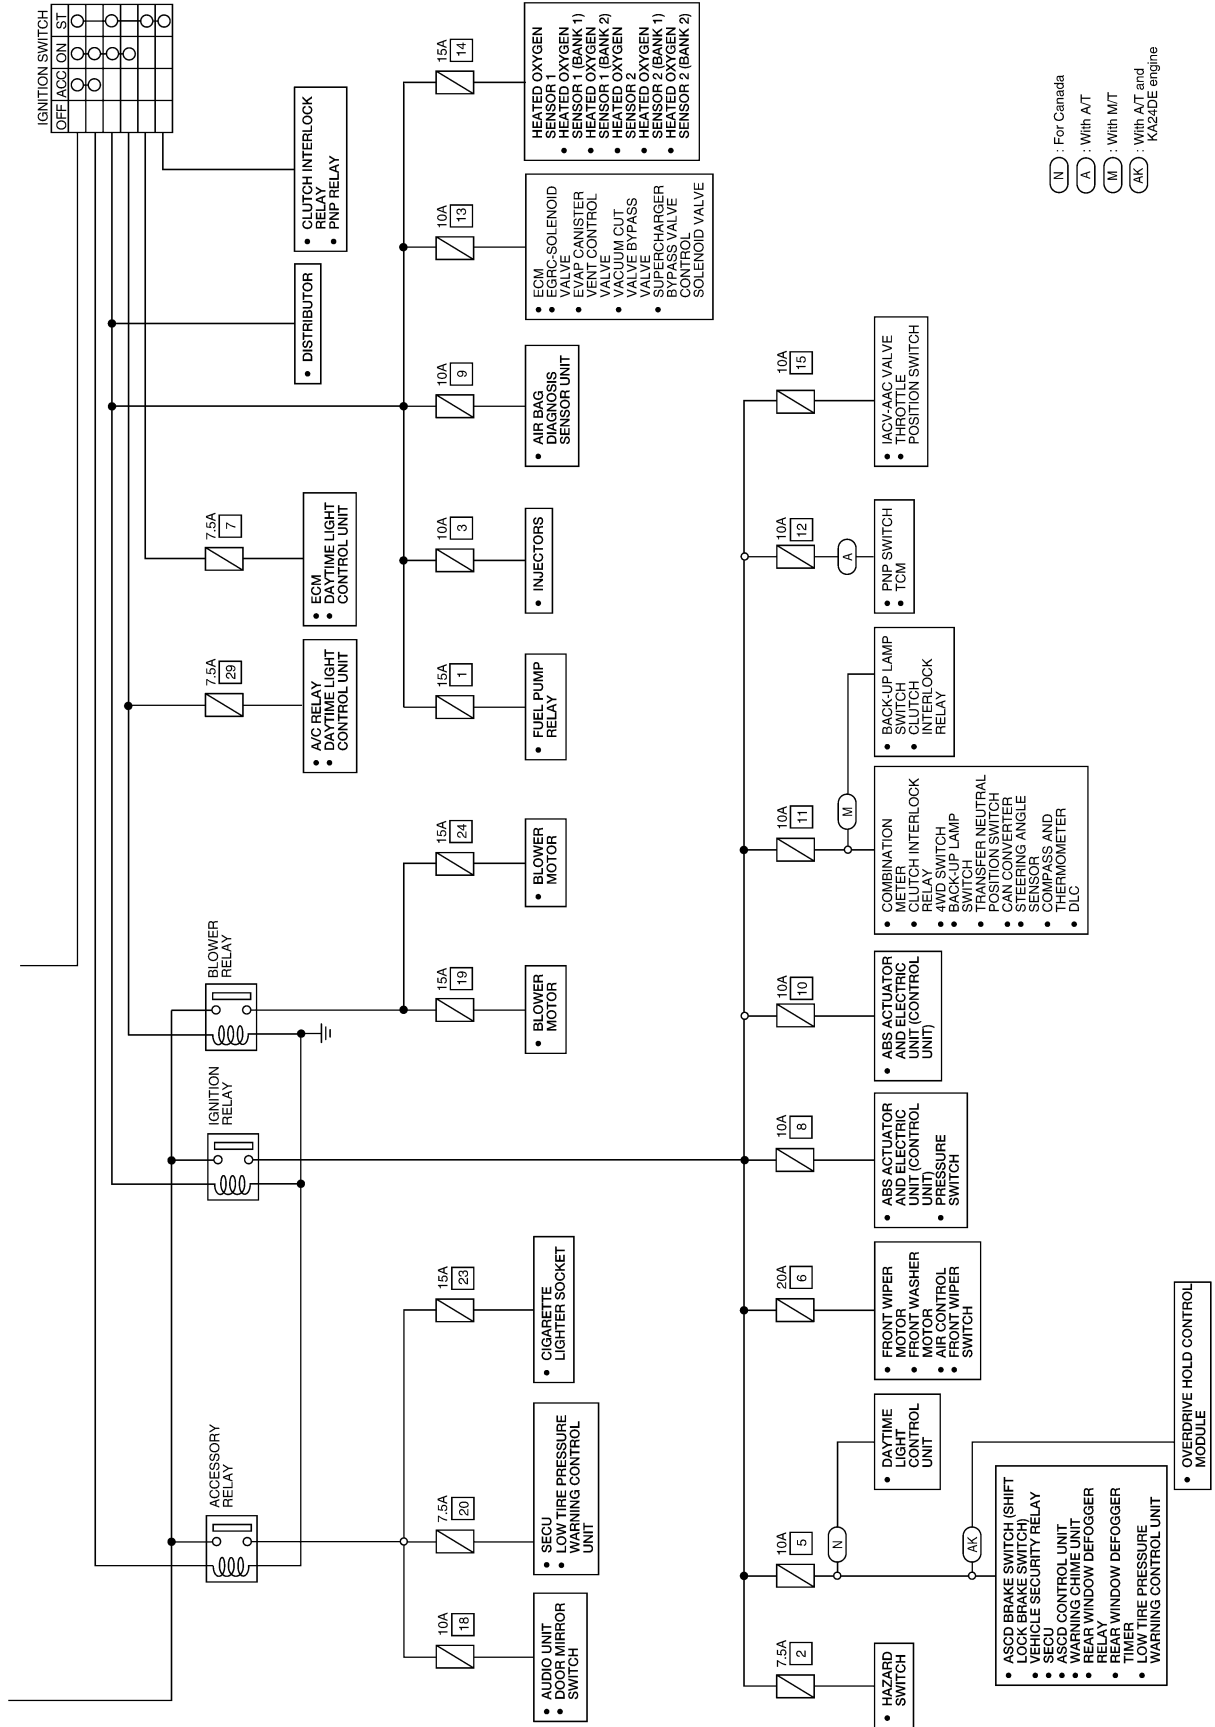 IGNITION SWITCH
OFF ACC ON ST
ACCESSORY
RELAY
IGNITION
RELAY
BLOWER
RELAY
7.5A
29
• A/C RELAY
• DAYTIME LIGHT
CONTROL UNIT
7.5A
7
• ECM
• DAYTIME LIGHT
CONTROL UNIT
• DISTRIBUTOR
• CLUTCH INTERLOCK
RELAY
• PNP RELAY
10A
18
• AUDIO UNIT
• DOOR MIRROR
SWITCH
7.5A
20
• SECU
• LOW TIRE PRESSURE
WARNING CONTROL
UNIT
15A
23
• CIGARETTE
LIGHTER SOCKET
15A
19
• BLOWER
MOTOR
15A
24
• BLOWER
MOTOR
15A
1
• FUEL PUMP
RELAY
10A
3
• INJECTORS
10A
9
• AIR BAG
DIAGNOSIS
SENSOR UNIT
10A
13
• ECM
• EGRC-SOLENOID
VALVE
• EVAP CANISTER
VENT CONTROL
VALVE
• VACUUM CUT
VALVE BYPASS
VALVE
• SUPERCHARGER
BYPASS VALVE
CONTROL
SOLENOID VALVE
15A
14
HEATED OXYGEN
SENSOR 1
• HEATED OXYGEN
SENSOR 1 (BANK 1)
• HEATED OXYGEN
SENSOR 1 (BANK 2)
• HEATED OXYGEN
SENSOR 2
• HEATED OXYGEN
SENSOR 2 (BANK 1)
• HEATED OXYGEN
SENSOR 2 (BANK 2)
7.5A
2
• HAZARD
SWITCH
10A
5
N
• DAYTIME
LIGHT
CONTROL
UNIT
AK
• ASCD BRAKE SWITCH (SHIFT
LOCK BRAKE SWITCH)
• VEHICLE SECURITY RELAY
• SECU
• ASCD CONTROL UNIT
• WARNING CHIME UNIT
• REAR WINDOW DEFOGGER
RELAY
• REAR WINDOW DEFOGGER
TIMER
• LOW TIRE PRESSURE
WARNING CONTROL UNIT
• OVERDRIVE HOLD CONTROL
MODULE
20A
6
• FRONT WIPER
MOTOR
• FRONT WASHER
MOTOR
• AIR CONTROL
• FRONT WIPER
SWITCH
10A
8
• ABS ACTUATOR
AND ELECTRIC
UNIT (CONTROL
UNIT)
• PRESSURE
SWITCH
10A
10
• ABS ACTUATOR
AND ELECTRIC
UNIT (CONTROL
UNIT)
10A
11
M
• COMBINATION
METER
• CLUTCH INTERLOCK
RELAY
• 4WD SWITCH
• BACK-UP LAMP
SWITCH
• TRANSFER NEUTRAL
POSITION SWITCH
• CAN CONVERTER
• STEERING ANGLE
SENSOR
• COMPASS AND
THERMOMETER
• DLC
• BACK-UP LAMP
SWITCH
• CLUTCH
INTERLOCK
RELAY
10A
12
A
• PNP SWITCH
• TCM
10A
15
• IACV-AAC VALVE
• THROTTLE
POSITION SWITCH
N : For Canada
A : With A/T
M : With M/T
AK : With A/T and
KA24DE engine